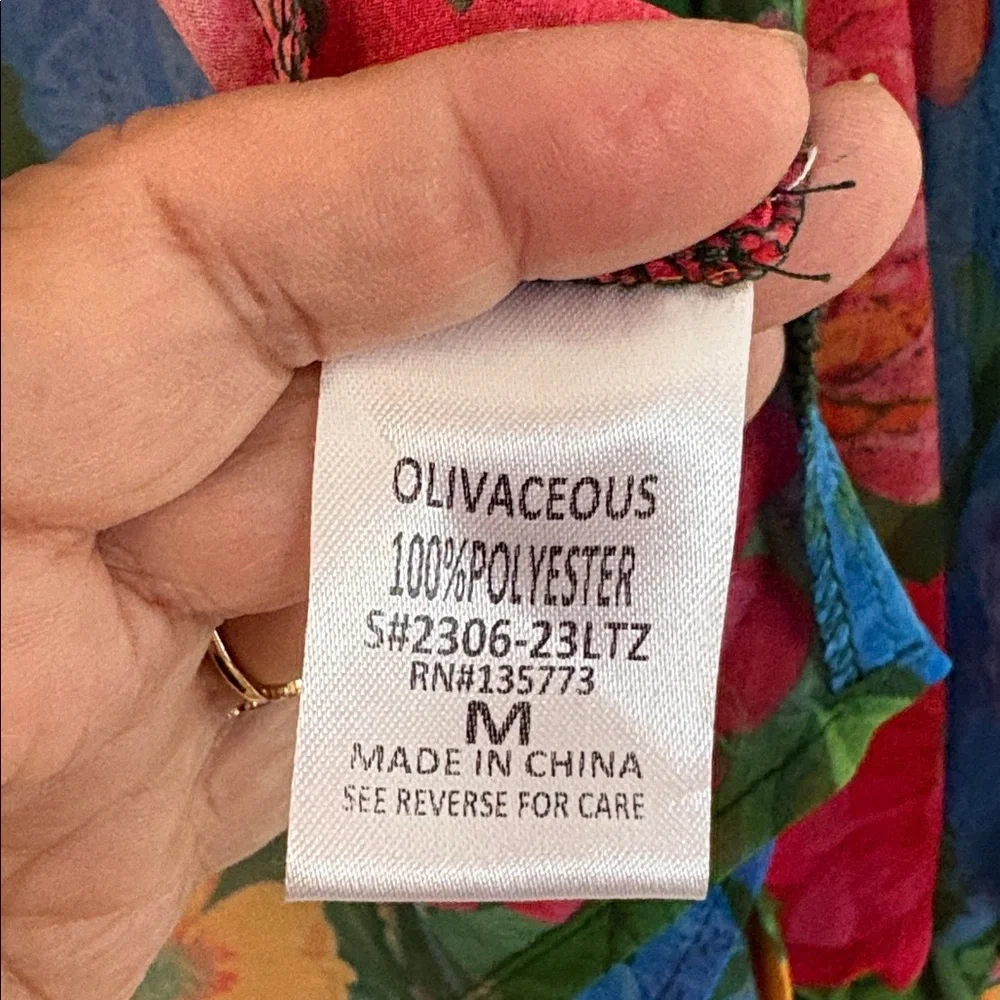 OLIVACEOUS
100%POLYESTER
S#2306-23LTZ
RN#135773
M
MADE IN CHINA
SEE REVERSE FOR CARE